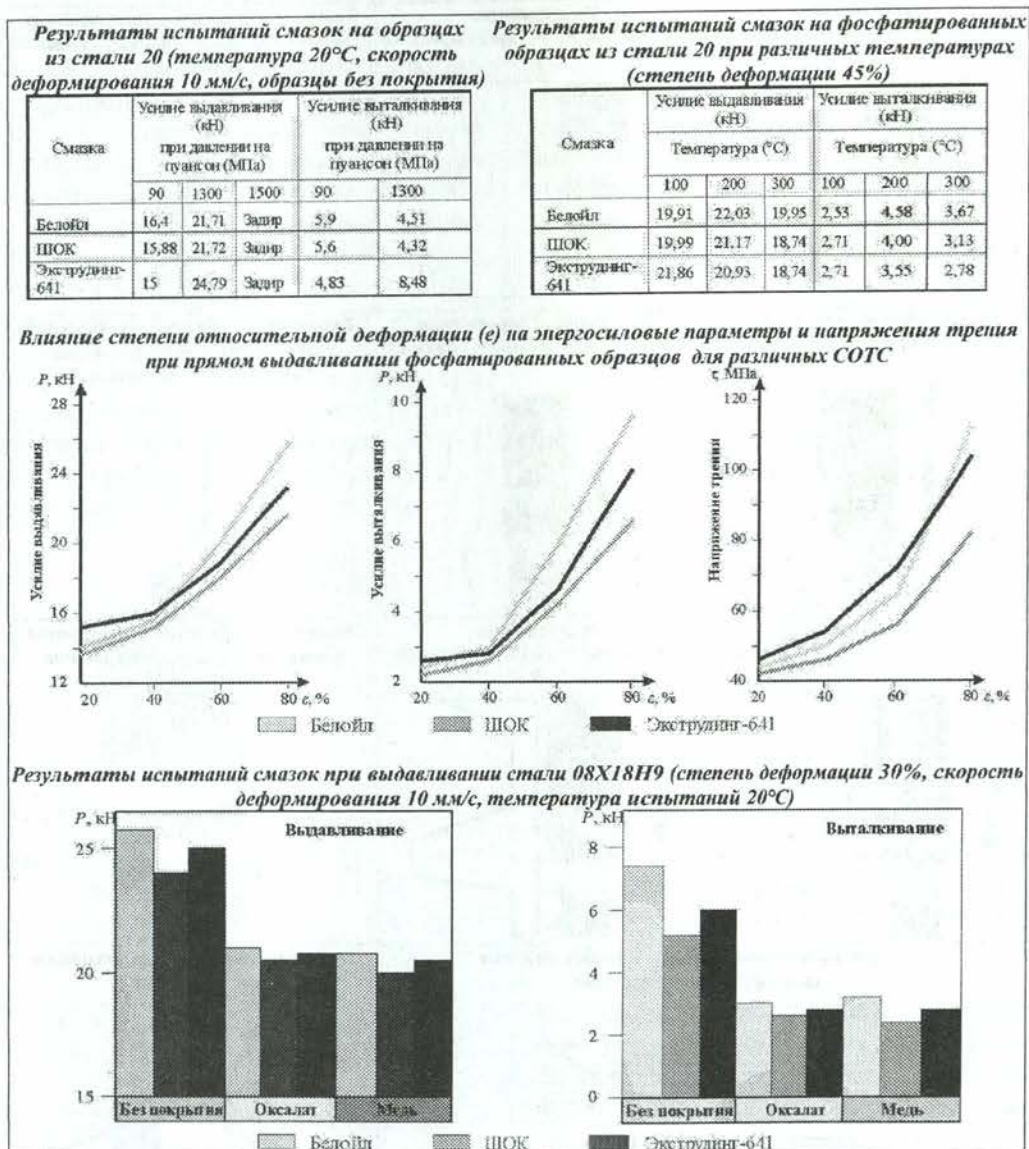 Результаты испытаний смазок на образцах
из стали 20 (температура 20°С, скорость
деформирования 10 мм/с, образцы без покрытия)
Смазка
Усилие выдавливания
(кН)
при давлении на
пуансон (МПа)
Усилие выталкивания
(кН)
при давлении на
пуансон (МПа)
90 1300 1500 90 1300
Белойл 16,4 21,71 Задир 5,9 4,51
ШОК 15,88 21,72 Задир 5,6 4,32
Экструдинг-
641 15 24,79 Задир 4,83 8,48
Результаты испытаний смазок на фосфатированных
образцах из стали 20 при различных температурах
(степень деформации 45%)
Смазка
Усилие выдавливания
(кН)
Температура (°С)
Усилие выталкивания
(кН)
Температура (°С)
100 200 300 100 200 300
Белойл 19,91 22,03 19,95 2,53 4,58 3,67
ШОК 19,99 21,17 18,74 2,71 4,00 3,13
Экструдинг-
641 21,86 20,93 18,74 2,71 3,55 2,78
Влияние степени относительной деформации (е) на энергосиловые параметры и напряжения трения
при прямом выдавливании фосфатированных образцов для различных СОТС
P, кН
28
24
20
16
12
Усилие выдавливания
20 40 60 80 ε, %
P, кН
10
8
6
4
2
Усилие выталкивания
20 40 60 80 ε, %
τ, МПа
120
100
80
60
40
Напряжение трения
20 40 60 80 ε, %
Белойл ШОК Экструдинг-641
Результаты испытаний смазок при выдавливании стали 08Х18Н9 (степень деформации 30%, скорость
деформирования 10 мм/с, температура испытаний 20°С)
P, кН
Выдавливание
25
20
15
Без покрытия Оксалат Медь
P, кН
Выталкивание
8
6
4
2
0
Без покрытия Оксалат Медь
Белойл ШОК Экструдинг-641